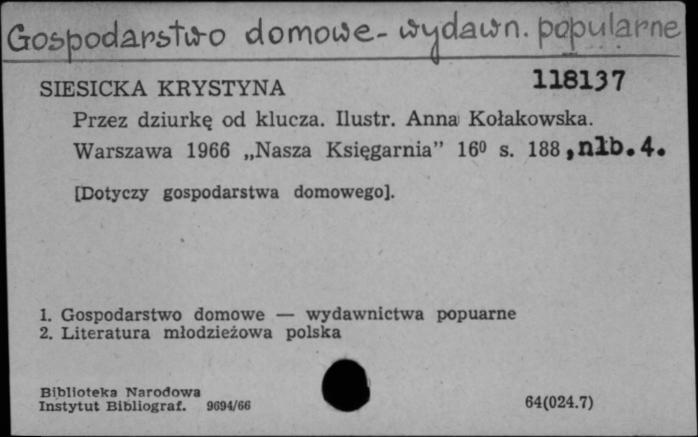 Gospodarstwo domowe - wydawn. popularne
118137
SIESICKA KRYSTYNA
Przez dziurkę od klucza. Ilustr. Anna Kołakowska.
Warszawa 1966 „Nasza Księgarnia” 16⁰ s. 188, nlb. 4.
[Dotyczy gospodarstwa domowego].
1. Gospodarstwo domowe — wydawnictwa popuarne
2. Literatura młodzieżowa polska
Biblioteka Narodowa
Instytut Bibliograf. 9694/66
64(024.7)